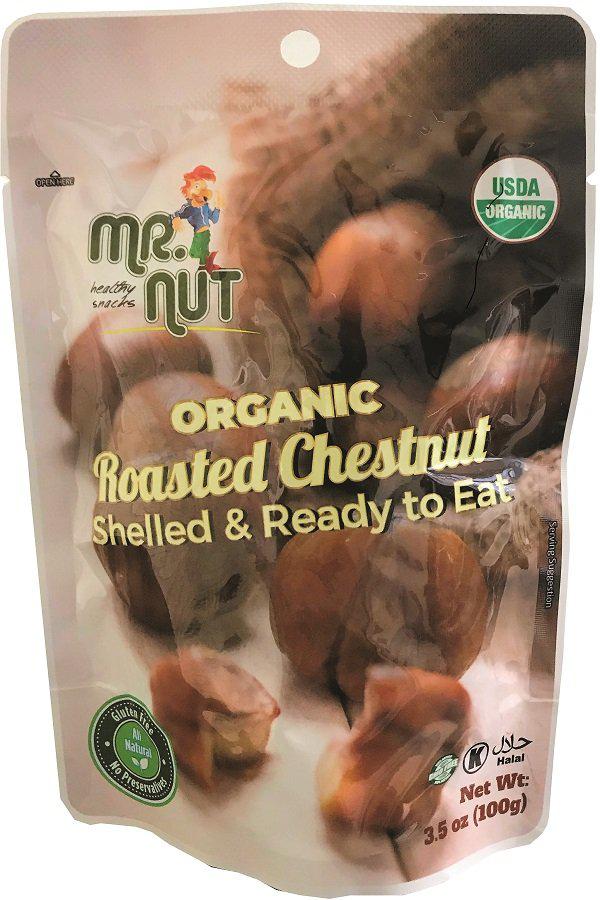 OPEN HERE
USDA
ORGANIC
MR.
healthy
snacks
NUT
ORGANIC
Roasted Chestnut
Shelled & Ready to Eat
Serving Suggestion
Gluten Free
All
Natural
No Preservatives
K
حلال
Halal
Net Wt:
3.5 oz (100g)